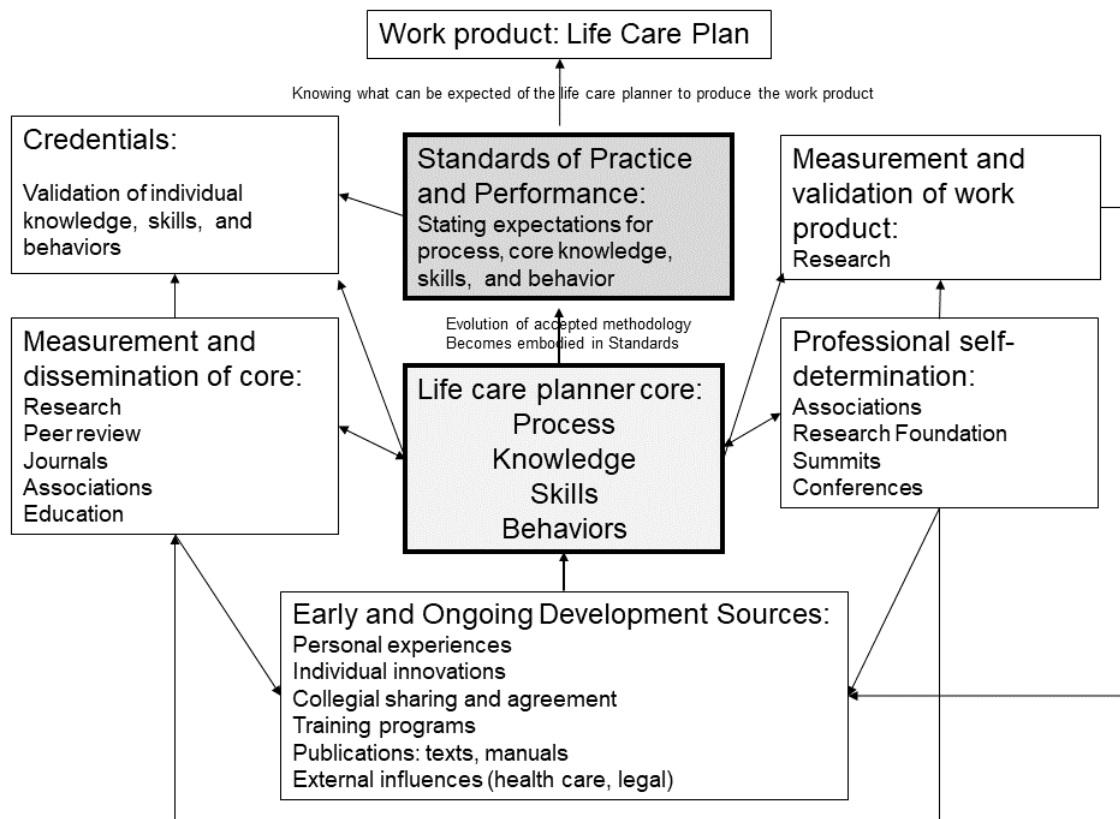 Work product: Life Care Plan
Knowing what can be expected of the life care planner to produce the work product
Credentials:
Validation of individual
knowledge, skills, and
behaviors
Standards of Practice
and Performance:
Stating expectations for
process, core knowledge,
skills, and behavior
Measurement and
validation of work
product:
Research
Evolution of accepted methodology
Becomes embodied in Standards
Measurement and
dissemination of core:
Research
Peer review
Journals
Associations
Education
Life care planner core:
Process
Knowledge
Skills
Behaviors
Professional self-
determination:
Associations
Research Foundation
Summits
Conferences
Early and Ongoing Development Sources:
Personal experiences
Individual innovations
Collegial sharing and agreement
Training programs
Publications: texts, manuals
External influences (health care, legal)